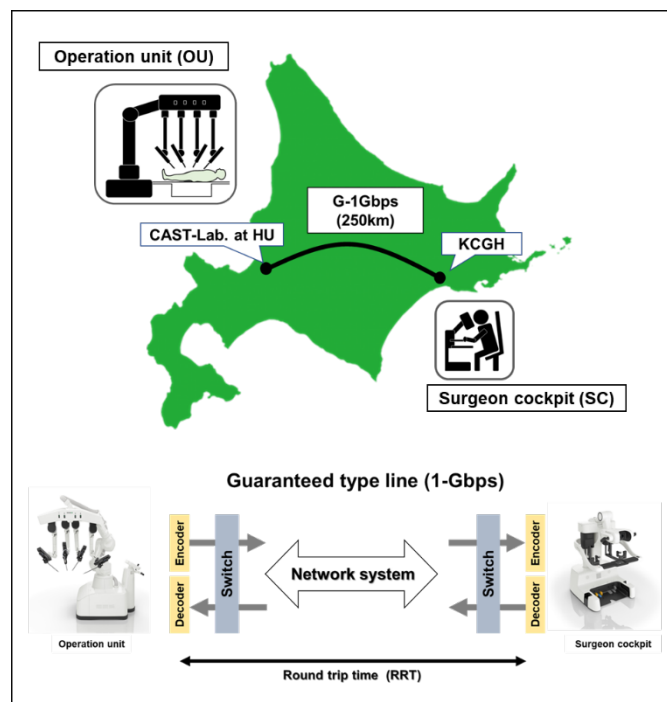 Operation unit (OU)
G-1Gbps
(250km)
CAST-Lab. at HU
KCGH
Surgeon cockpit (SC)
Guaranteed type line (1-Gbps)
Encoder
Decoder
Switch
Network system
Switch
Encoder
Decoder
Operation unit
Surgeon cockpit
Round trip time (RRT)